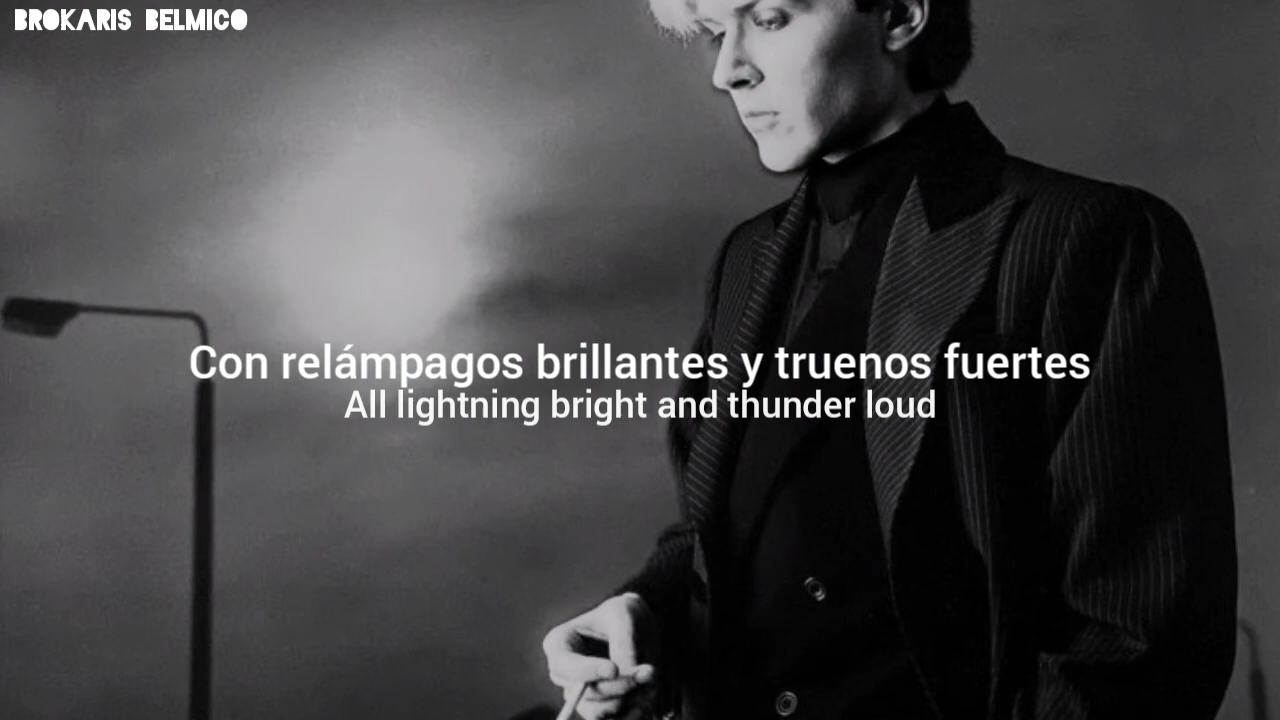 BROKARIS BELMICO
Con relámpagos brillantes y truenos fuertes
All lightning bright and thunder loud